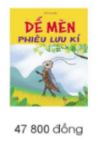 DẾ MÈN
PHIÊU LƯU KÍ
47 800 đồng